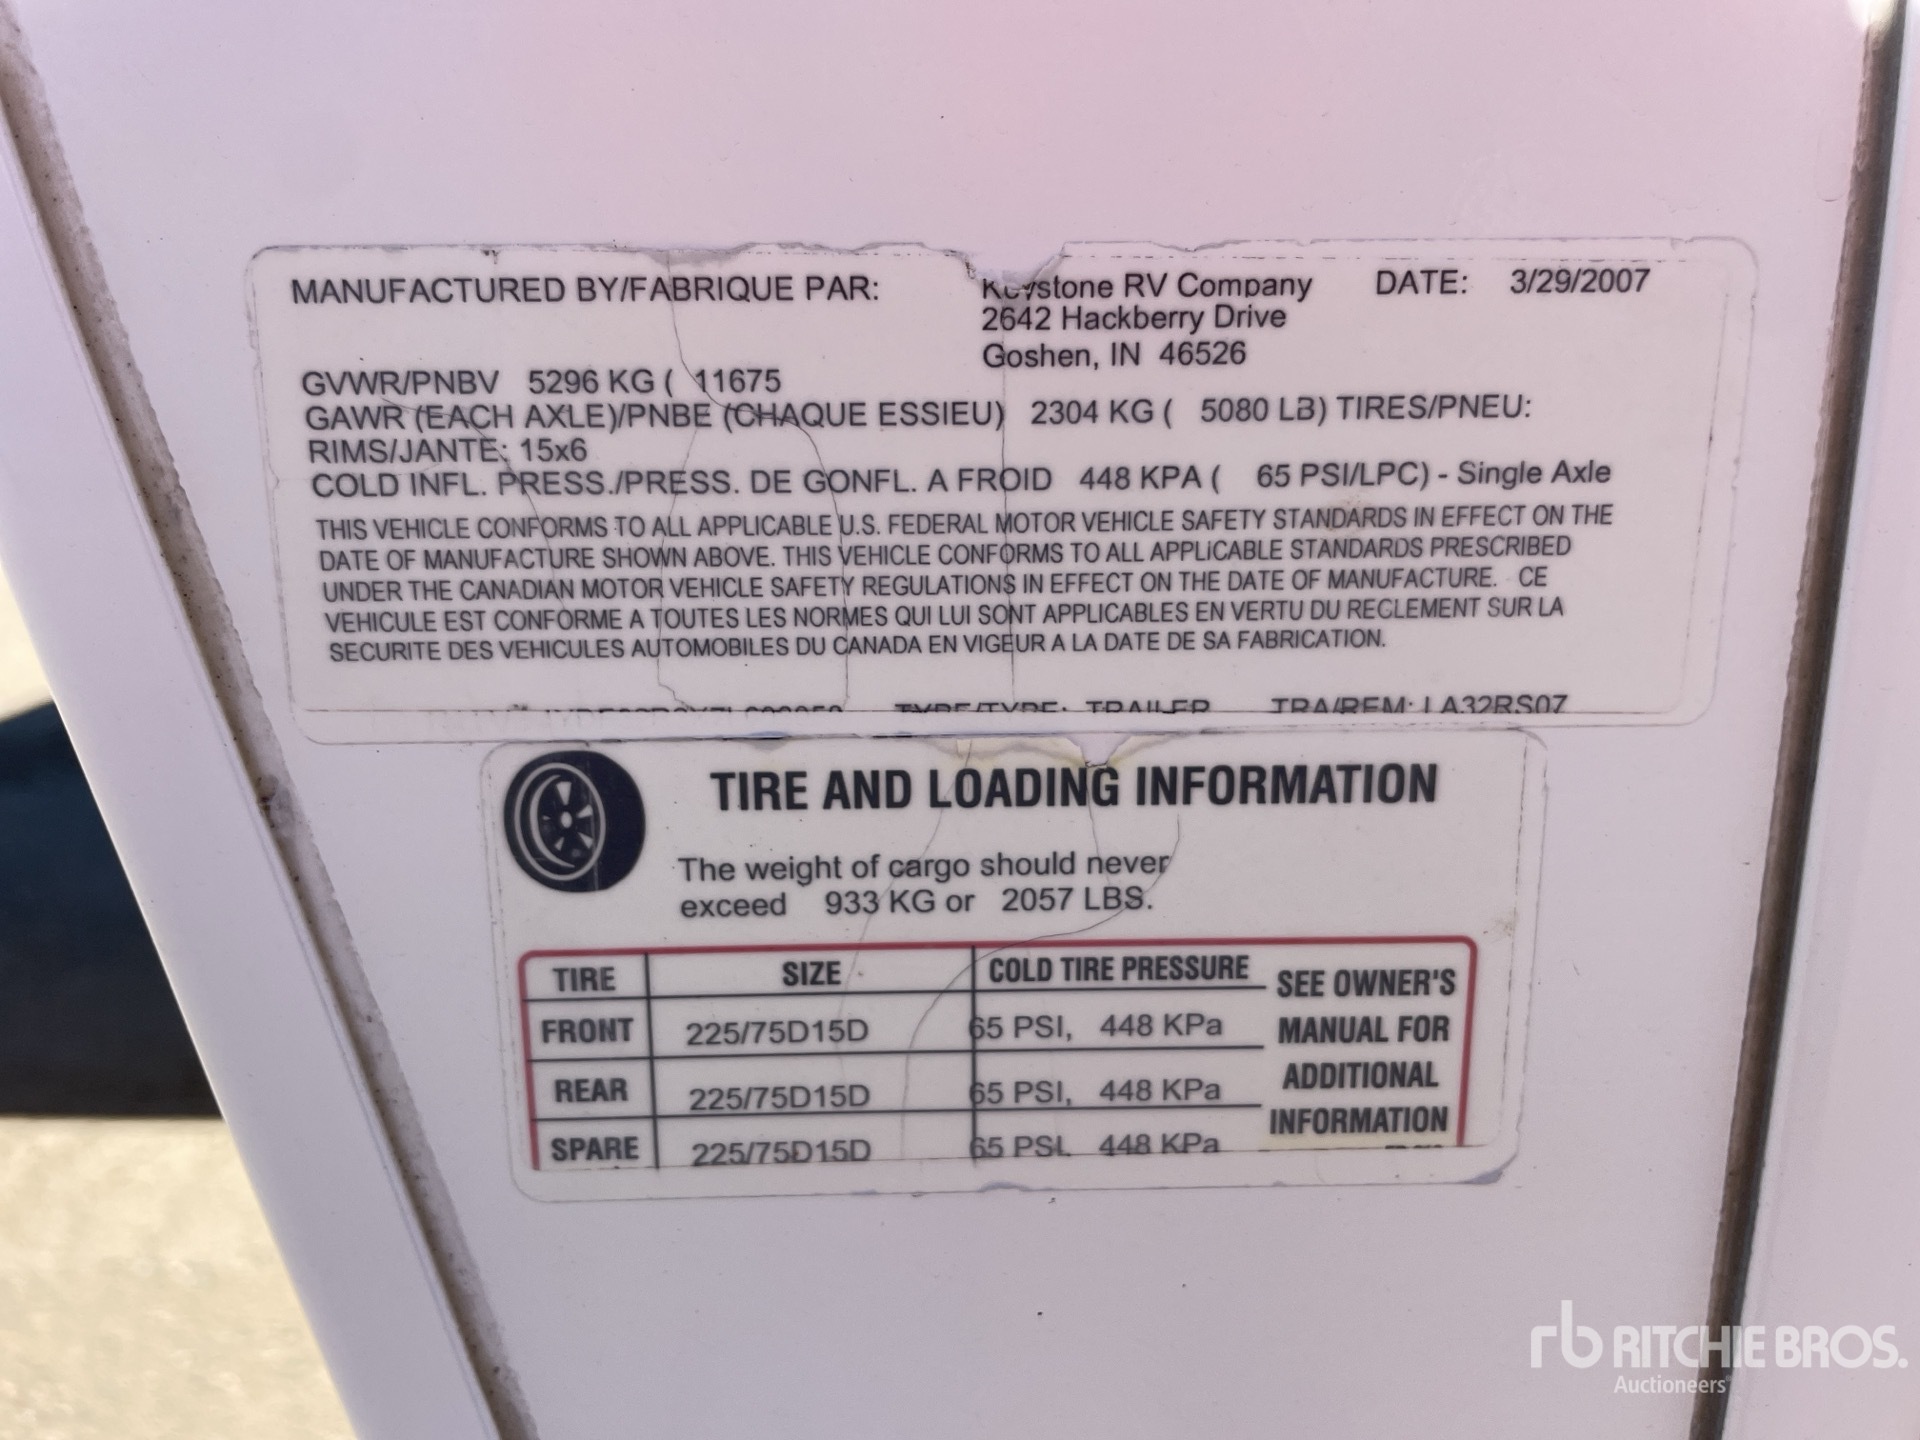 MANUFACTURED BY/FABRIQUE PAR: Keystone RV Company DATE: 3/29/2007
2642 Hackberry Drive
Goshen, IN 46526
GVWR/PNBV 5296 KG ( 11675
GAWR (EACH AXLE)/PNBE (CHAQUE ESSIEU) 2304 KG ( 5080 LB) TIRES/PNEU:
RIMS/JANTE: 15x6
COLD INFL. PRESS./PRESS. DE GONFL. A FROID 448 KPA ( 65 PSI/LPC) - Single Axle
THIS VEHICLE CONFORMS TO ALL APPLICABLE U.S. FEDERAL MOTOR VEHICLE SAFETY STANDARDS IN EFFECT ON THE
DATE OF MANUFACTURE SHOWN ABOVE. THIS VEHICLE CONFORMS TO ALL APPLICABLE STANDARDS PRESCRIBED
UNDER THE CANADIAN MOTOR VEHICLE SAFETY REGULATIONS IN EFFECT ON THE DATE OF MANUFACTURE. CE
VEHICULE EST CONFORME A TOUTES LES NORMES QUI LUI SONT APPLICABLES EN VERTU DU RECLEMENT SUR LA
SECURITE DES VEHICULES AUTOMOBILES DU CANADA EN VIGEUR A LA DATE DE SA FABRICATION.
TYPE/TYPE: TRAILER TRA/REM: LA32RS07
TIRE AND LOADING INFORMATION
The weight of cargo should never
exceed 933 KG or 2057 LBS.
TIRE SIZE COLD TIRE PRESSURE
FRONT 225/75D15D 65 PSI, 448 KPa
REAR 225/75D15D 65 PSI, 448 KPa
SPARE 225/75D15D 65 PSI, 448 KPa
SEE OWNER'S
MANUAL FOR
ADDITIONAL
INFORMATION
rb RITCHIE BROS.
Auctioneers